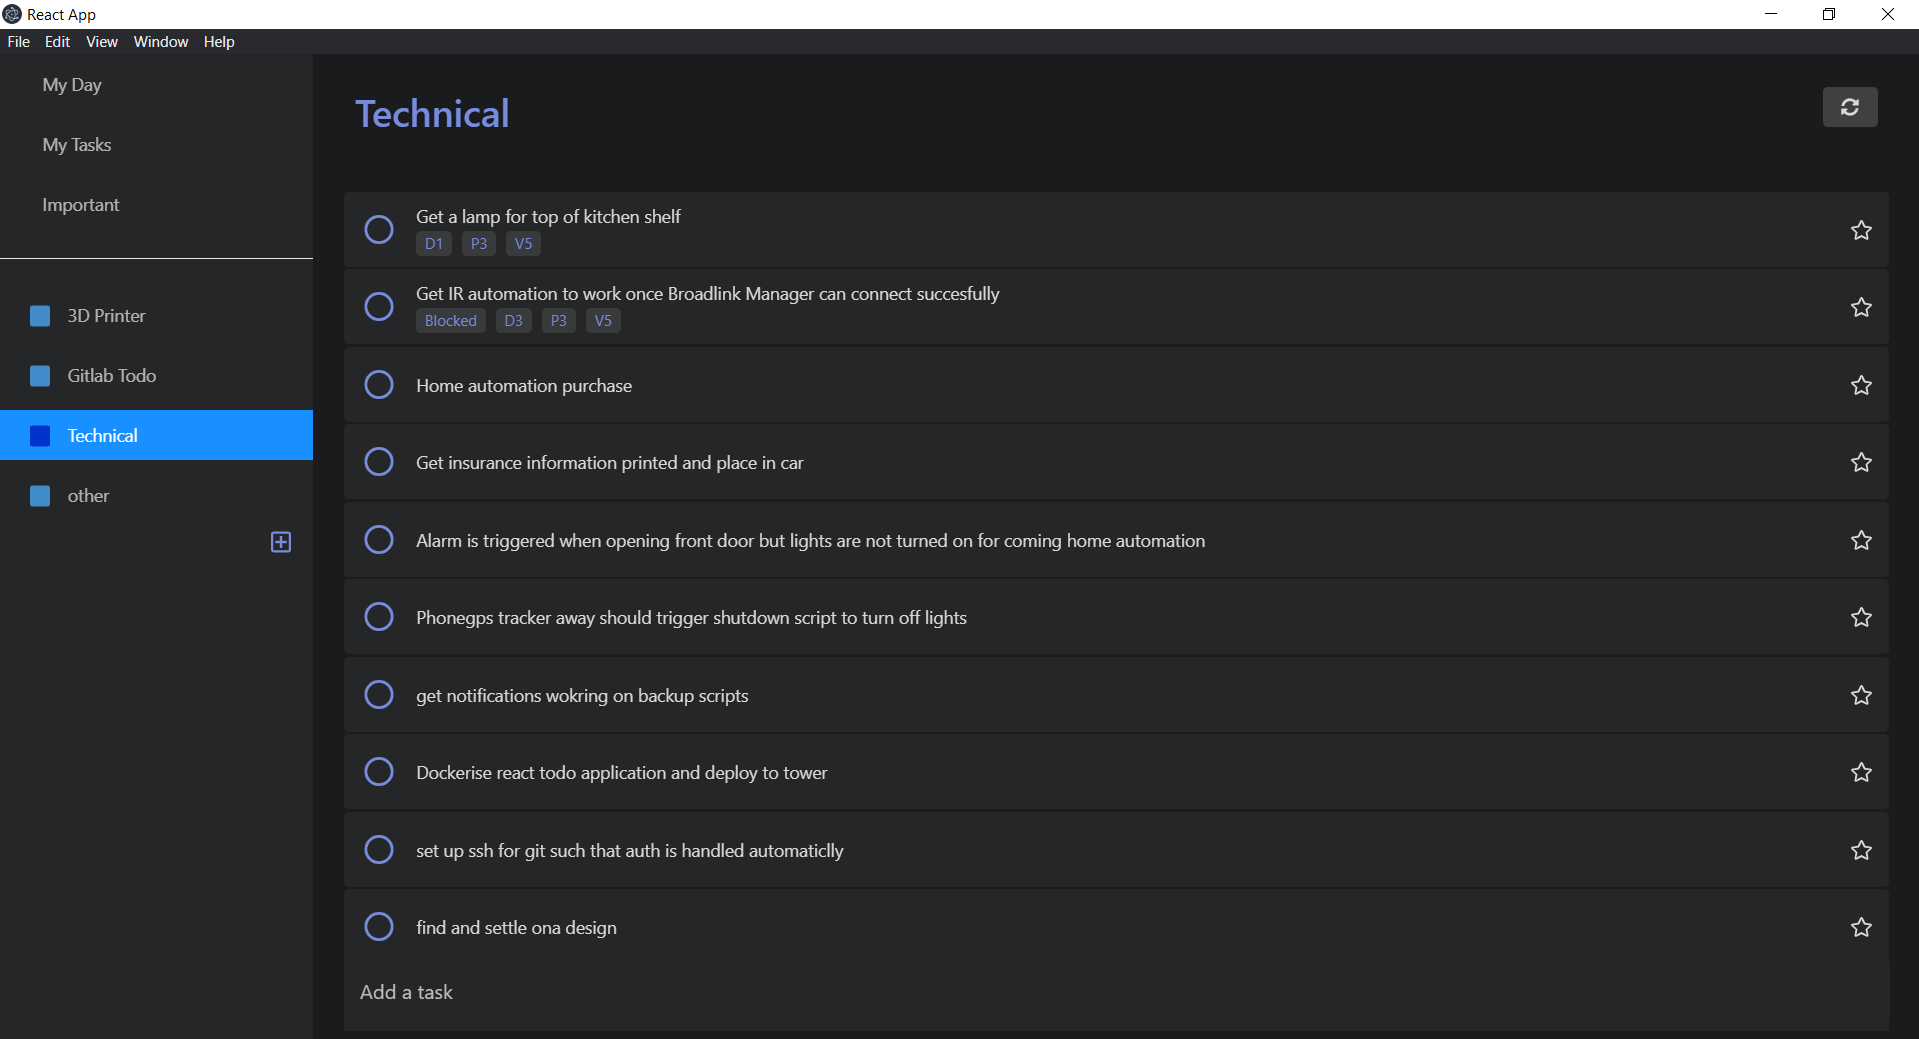 React App
File Edit View Window Help
My Day
My Tasks
Important
3D Printer
Gitlab Todo
Technical
other
Technical
Get a lamp for top of kitchen shelf
D1 P3 V5
Get IR automation to work once Broadlink Manager can connect succesfully
Blocked D3 P3 V5
Home automation purchase
Get insurance information printed and place in car
Alarm is triggered when opening front door but lights are not turned on for coming home automation
Phonegps tracker away should trigger shutdown script to turn off lights
get notifications wokring on backup scripts
Dockerise react todo application and deploy to tower
set up ssh for git such that auth is handled automaticlly
find and settle ona design
Add a task